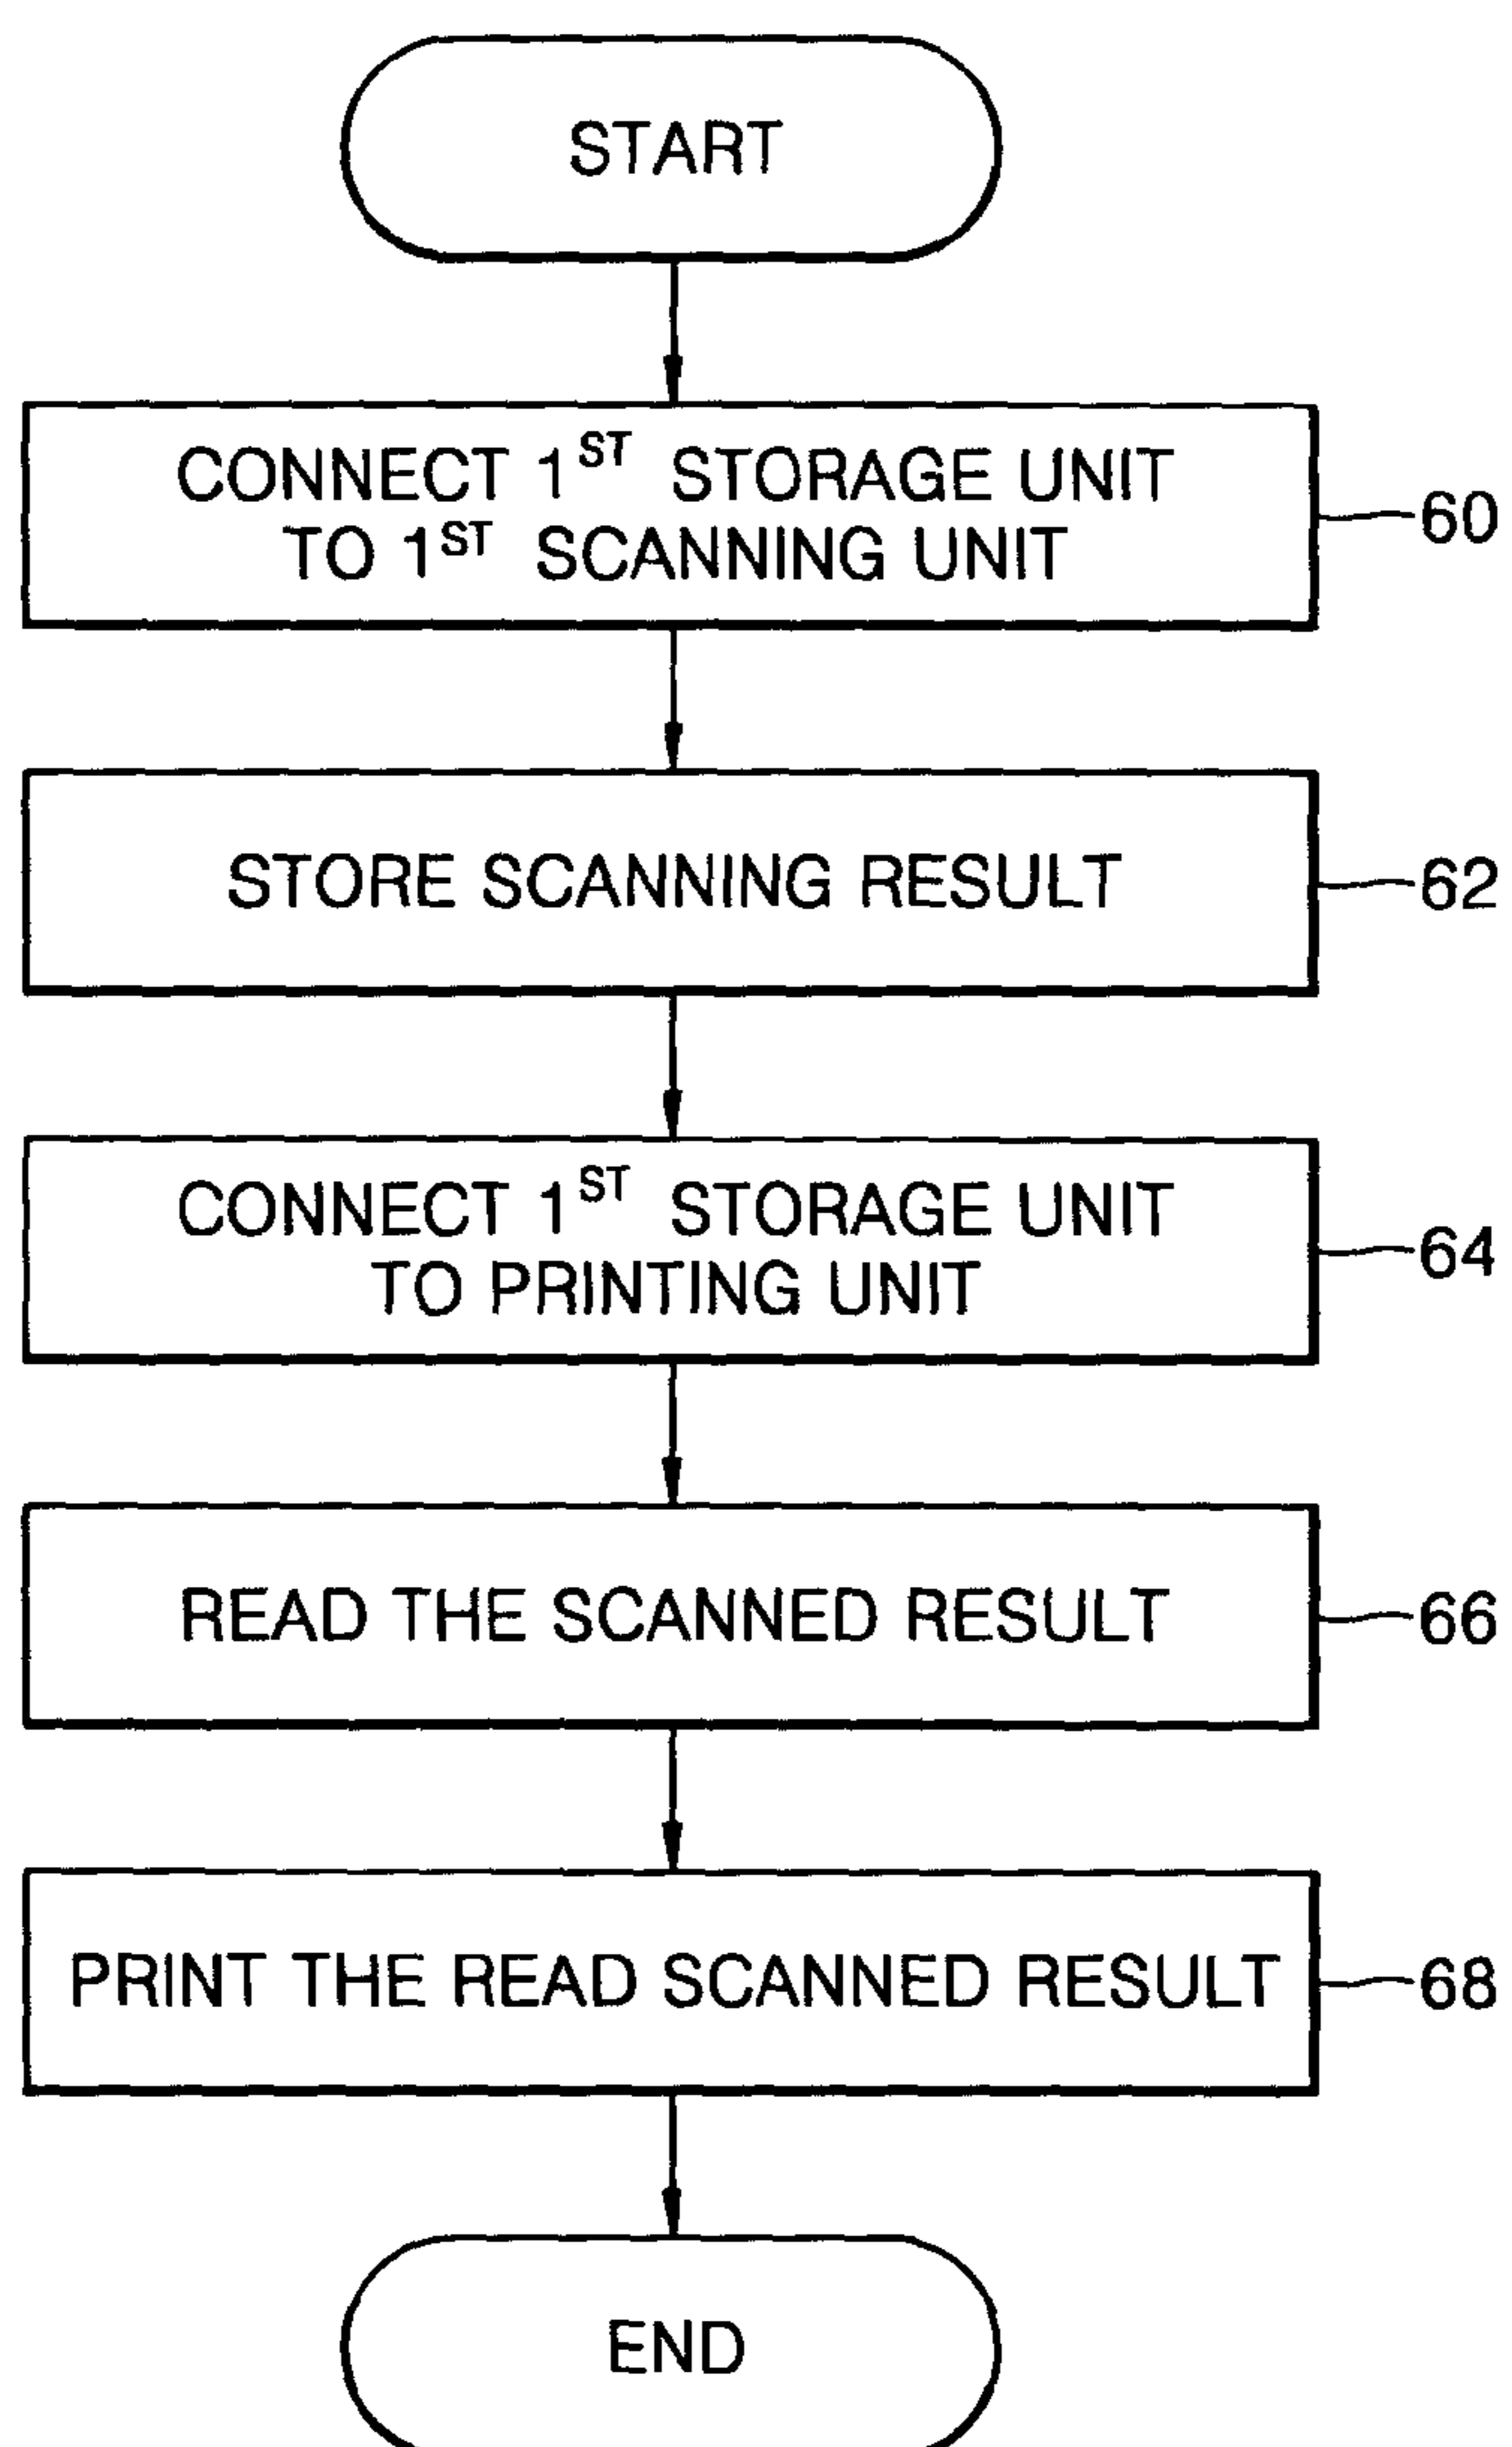 START
CONNECT 1ST STORAGE UNIT
TO 1ST SCANNING UNIT
60
STORE SCANNING RESULT
62
CONNECT 1ST STORAGE UNIT
TO PRINTING UNIT
64
READ THE SCANNED RESULT
66
PRINT THE READ SCANNED RESULT
68
END